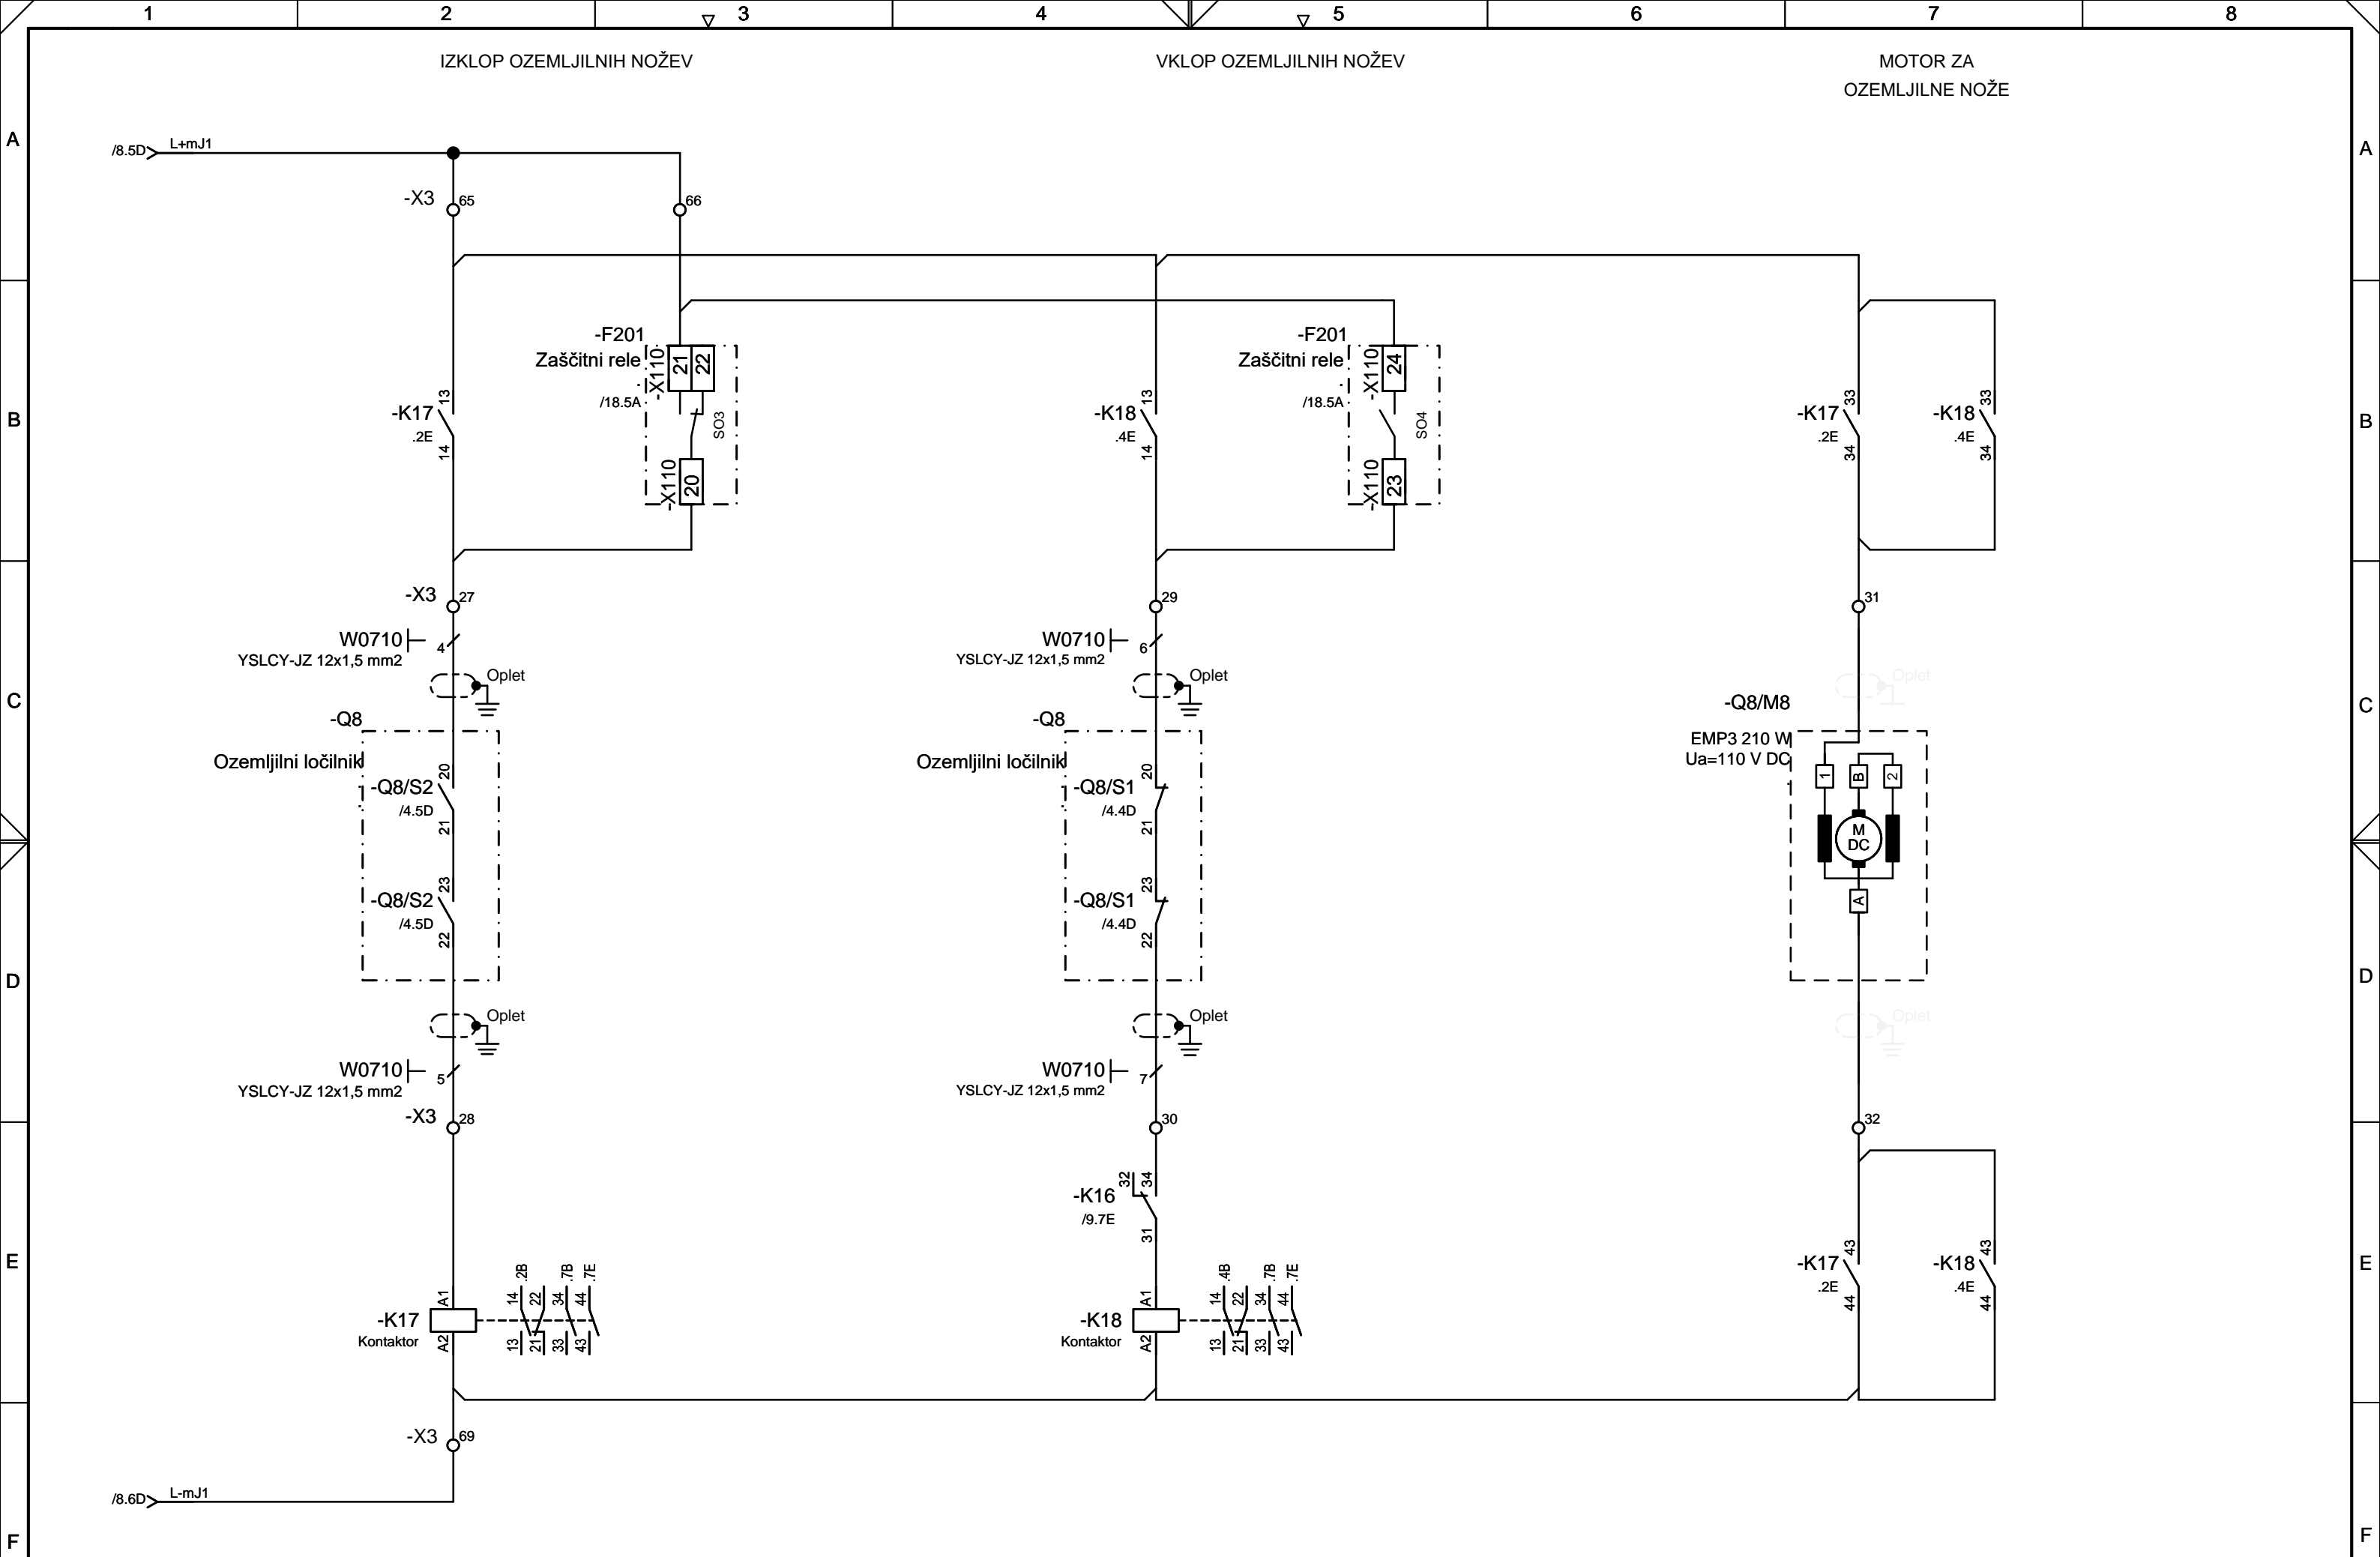 1 2 3 4 5 6 7 8
IZKLOP OZEMLJILNIH NOŽEV
VKLOP OZEMLJILNIH NOŽEV
MOTOR ZA
OZEMLJILNE NOŽE
A A
/8.5D L+mJ1
-X3 65 66
-F201
Zaščitni rele
/18.5A
-X110 21 22
SO3
-X110 20
-F201
Zaščitni rele
/18.5A
-X110 24
SO4
-X110 23
B B
13
-K17
.2E
14
13
-K18
.4E
14
33
-K17
.2E
34
33
-K18
.4E
34
-X3 27 29 31
W0710 4
YSLCY-JZ 12x1,5 mm2
Oplet
W0710 6
YSLCY-JZ 12x1,5 mm2
Oplet
Oplet
C C
-Q8
Ozemljilni ločilnik
20
-Q8/S2
/4.5D
21
23
-Q8/S2
/4.5D
22
-Q8
Ozemljilni ločilnik
20
-Q8/S1
/4.4D
21
23
-Q8/S1
/4.4D
22
-Q8/M8
EMP3 210 W
Ua=110 V DC
1 B 2
M
DC
A
D D
Oplet
W0710 5
YSLCY-JZ 12x1,5 mm2
-X3 28
Oplet
W0710 7
YSLCY-JZ 12x1,5 mm2
30
Oplet
32
32 34
-K16
/9.7E
31
E E
A1
-K17
Kontaktor
A2
.2B .7B .7E
14 22 34 44
13 21 33 43
A1
-K18
Kontaktor
A2
.4B .7B .7E
14 22 34 44
13 21 33 43
43
-K17
.2E
44
43
-K18
.4E
44
-X3 69
/8.6D L-mJ1
F F